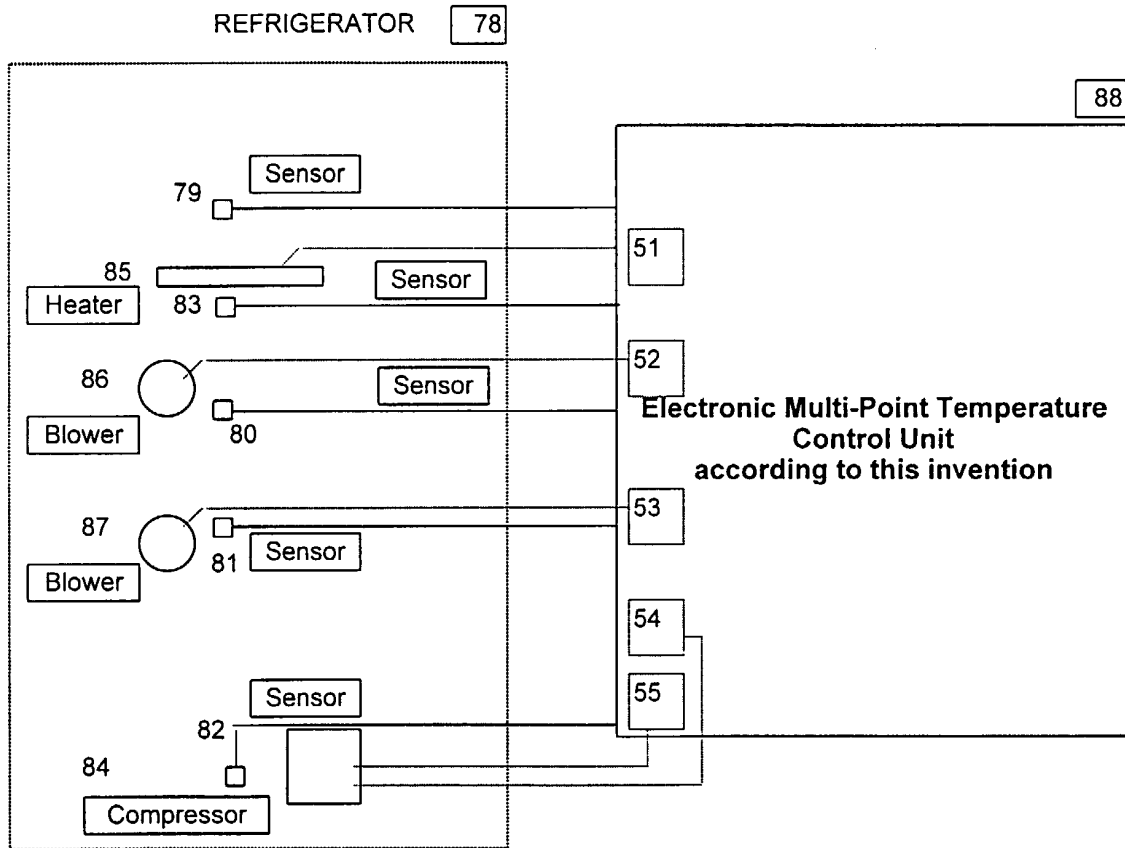 REFRIGERATOR 78
88
Sensor
79
51
85
Sensor
Heater
83
52
86
Sensor
Blower
80
Electronic Multi-Point Temperature
Control Unit
according to this invention
53
87
81
Sensor
Blower
54
55
Sensor
82
84
Compressor